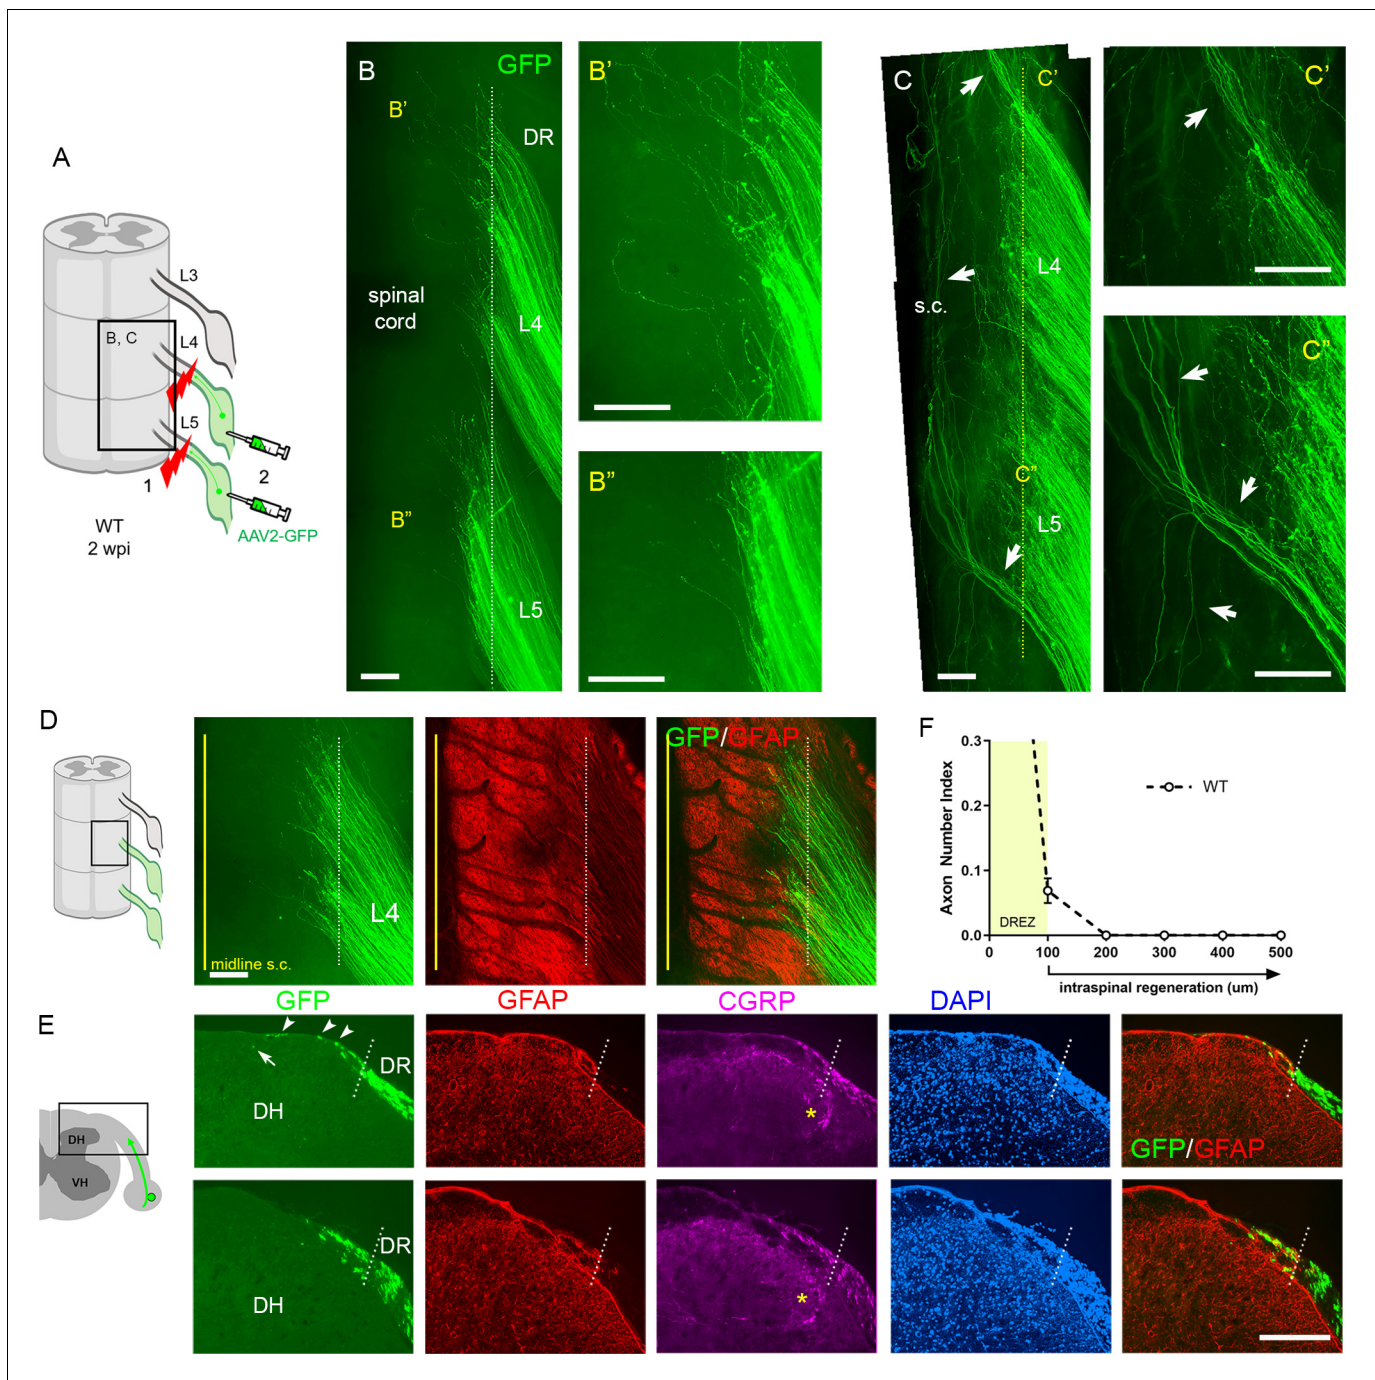 A
L3
B, C
L4
L5
1
2
WT
2 wpi
AAV2-GFP
B
GFP
B'
DR
spinal
cord
L4
B"
L5
B'
B"
C
C'
L4
s.c.
C"
L5
C'
C"
D
L4
midline s.c.
GFP/GFAP
F
Axon Number Index
0.3
0.2
0.1
0.0
DREZ
WT
0
100
200
300
400
500
intraspinal regeneration (um)
GFP
GFAP
CGRP
DAPI
E
DH
VH
DR
DH
*
GFP/GFAP
DR
DH
*